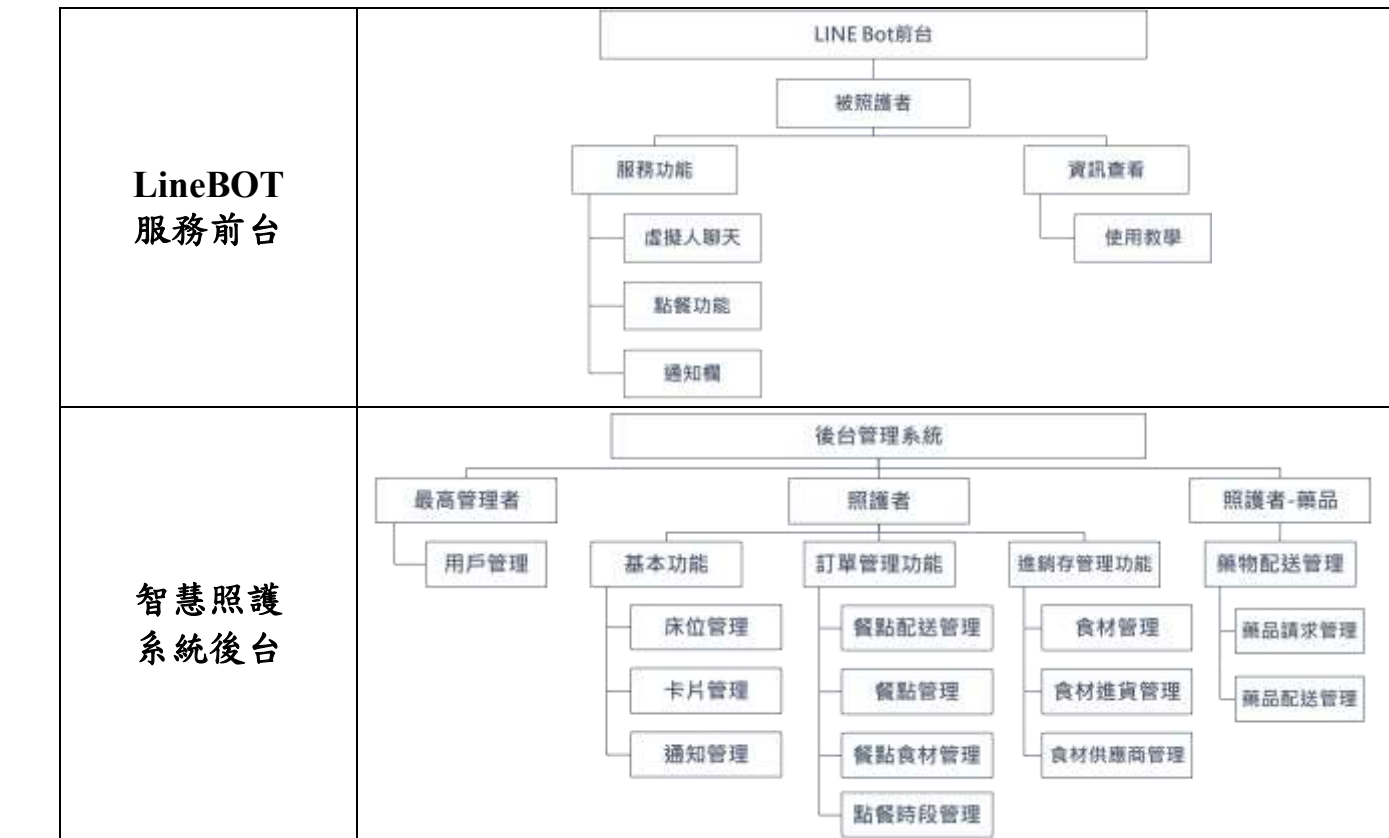 LineBOT
服務前台
LINE Bot前台
被照護者
服務功能
資訊查看
虛擬人聊天
使用教學
點餐功能
通知欄
智慧照護
系統後台
後台管理系統
最高管理者
照護者
照護者-藥品
用戶管理
基本功能
訂單管理功能
進銷存管理功能
藥物配送管理
床位管理
餐點配送管理
食材管理
藥品請求管理
卡片管理
餐點管理
食材進貨管理
藥品配送管理
通知管理
餐點食材管理
食材供應商管理
點餐時段管理